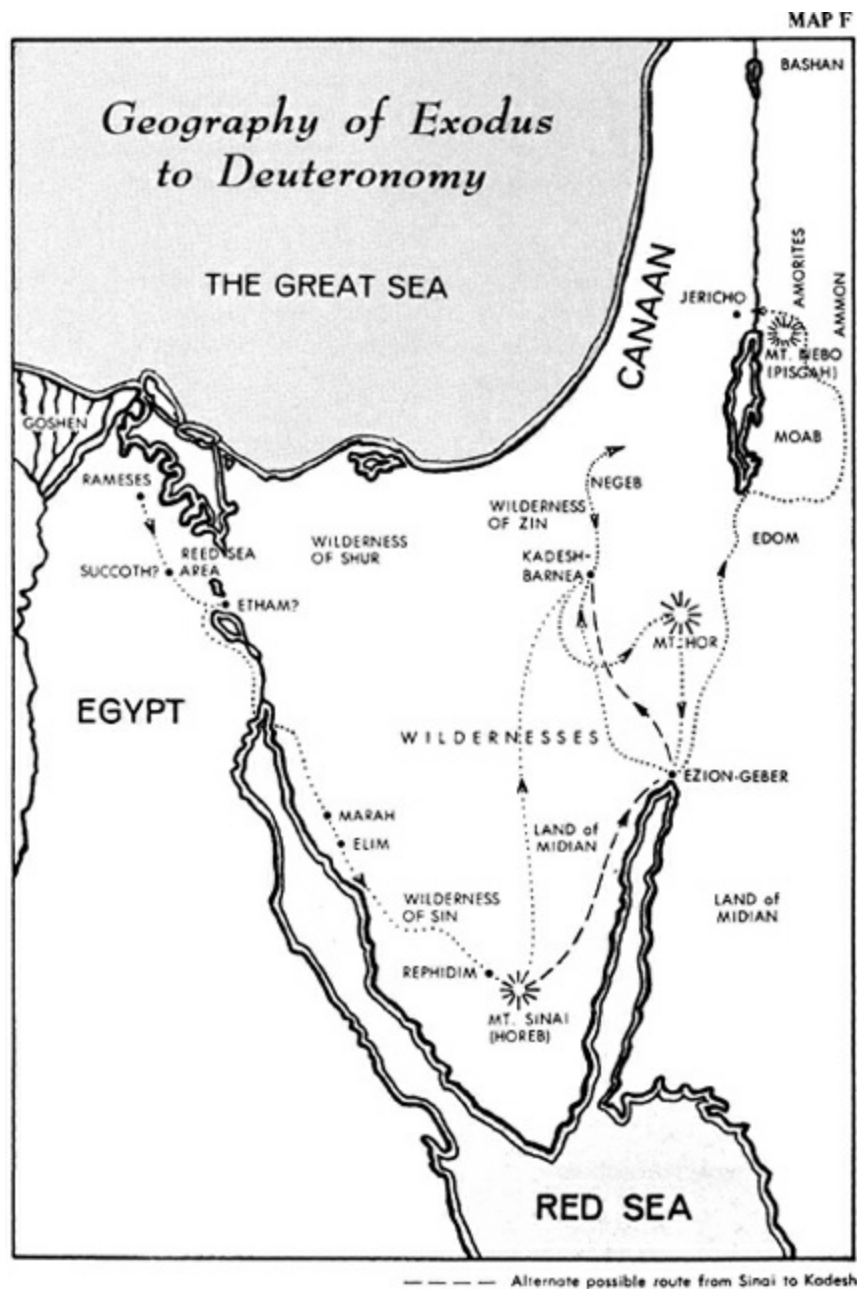 MAP F
Geography of Exodus
to Deuteronomy
THE GREAT SEA
BASHAN
CANAAN
AMORITES
AMMON
JERICHO
MT. NEBO
(PISGAH)
MOAB
GOSHEN
RAMESES
NEGEB
WILDERNESS
OF ZIN
WILDERNESS
OF SHUR
EDOM
REED SEA
AREA
SUCCOTH?
KADESH-
BARNEA
ETHAM?
MT. HOR
EGYPT
WILDERNESSES
EZION-GEBER
MARAH
ELIM
LAND of
MIDIAN
WILDERNESS
OF SIN
LAND of
MIDIAN
REPHIDIM
MT. SINAI
(HOREB)
RED SEA
Alternate possible route from Sinai to Kadesh